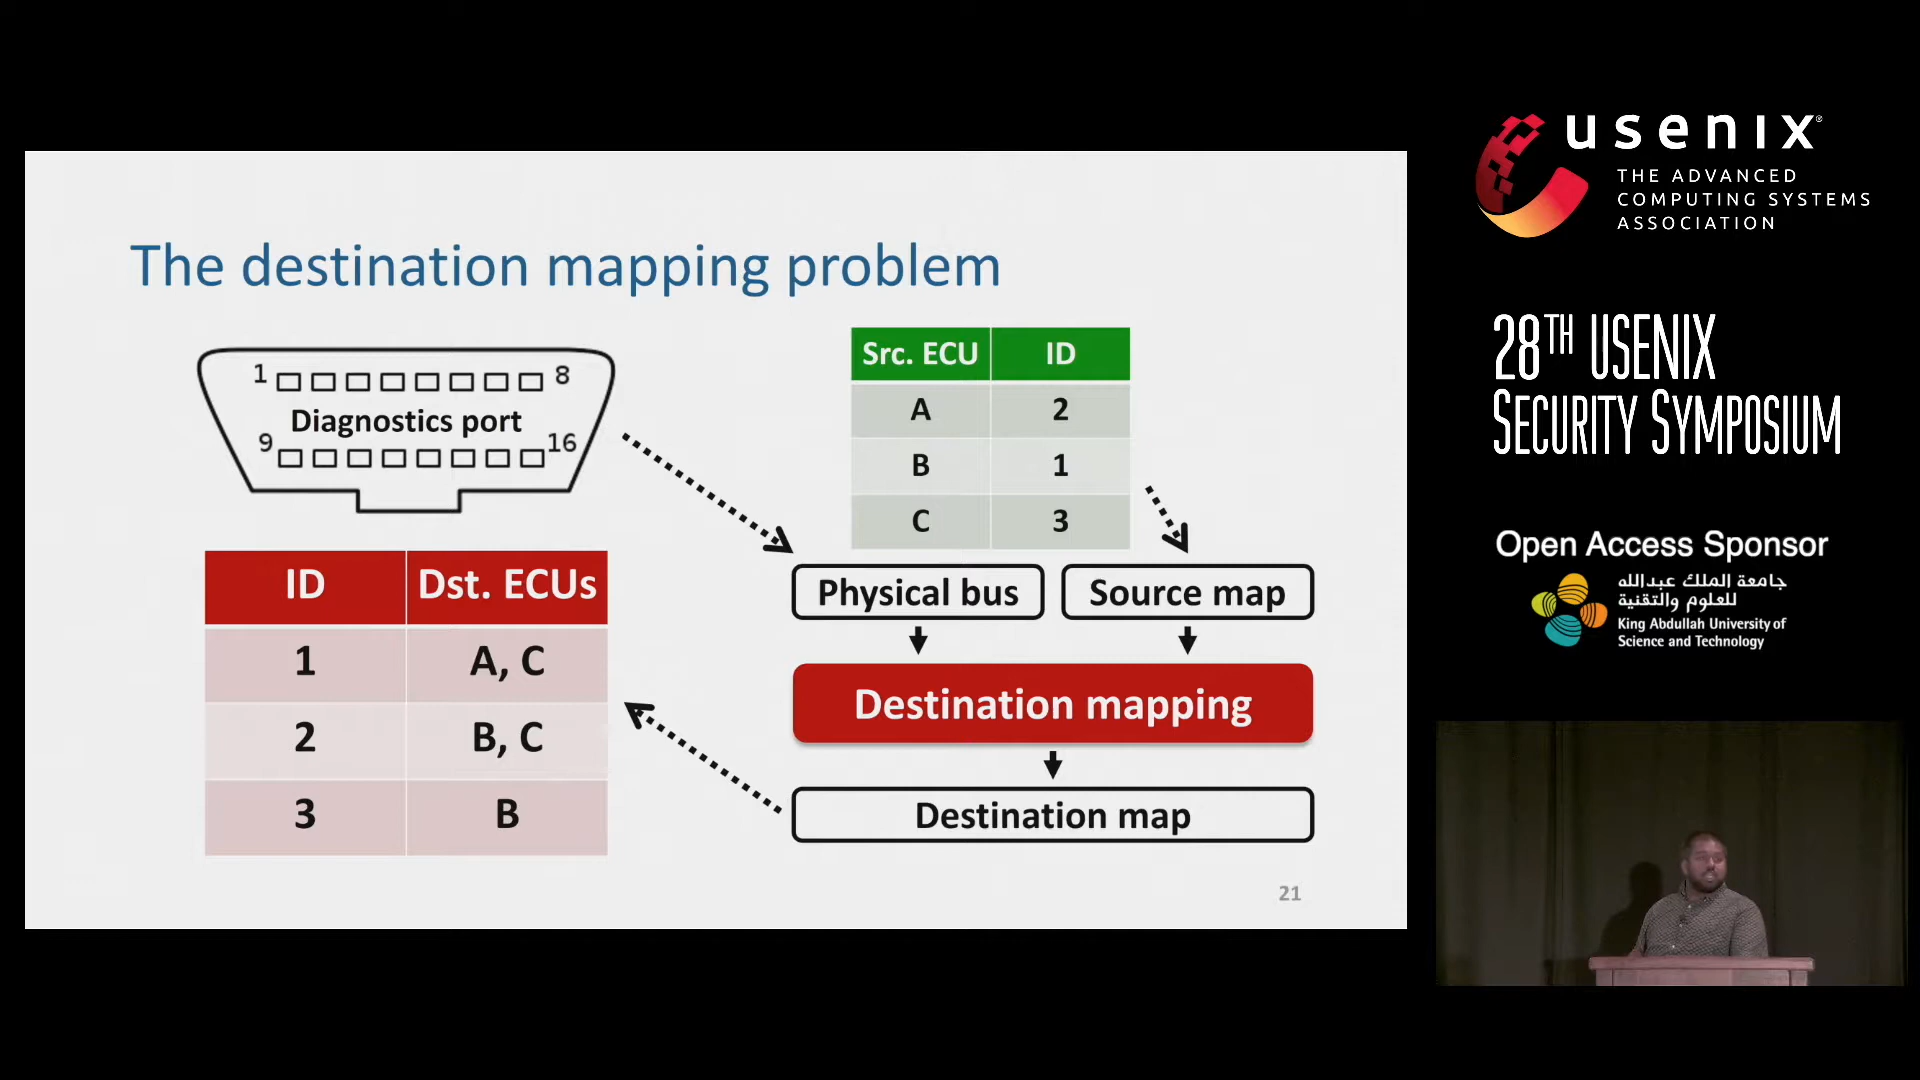 The destination mapping problem
1 8
Diagnostics port
9 16
Src. ECU ID
A 2
B 1
C 3
ID Dst. ECUs
1 A, C
2 B, C
3 B
Physical bus Source map
Destination mapping
Destination map
21
usenix®
THE ADVANCED
COMPUTING SYSTEMS
ASSOCIATION
28TH USENIX
SECURITY SYMPOSIUM
Open Access Sponsor
جامعة الملك عبدالله
للعلوم والتقنية
King Abdullah University of
Science and Technology